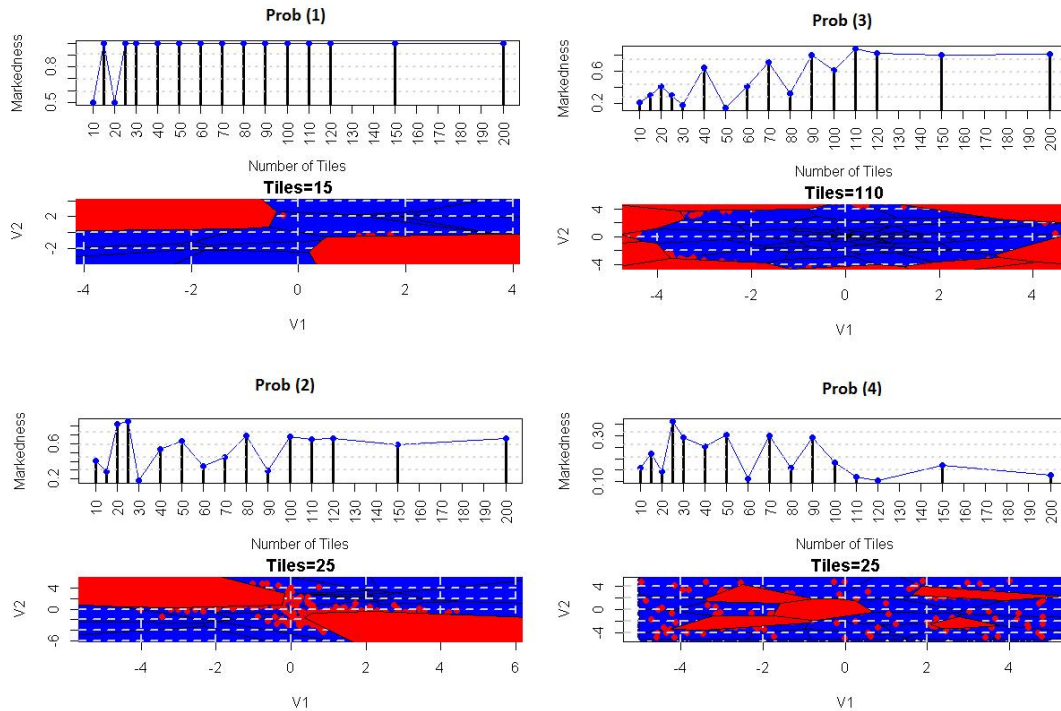 Prob (1)
Markedness
0.5 0.8
10 20 30 40 50 60 70 80 90 100 110 120 130 140 150 160 170 180 190 200
Number of Tiles
Tiles=15
V2
-2 2
-4 -2 0 2 4
V1
Prob (3)
Markedness
0.2 0.6
10 20 30 40 50 60 70 80 90 100 110 120 130 140 150 160 170 180 190 200
Number of Tiles
Tiles=110
V2
-4 0 4
-4 -2 0 2 4
V1
Prob (2)
Markedness
0.2 0.6
10 20 30 40 50 60 70 80 90 100 110 120 130 140 150 160 170 180 190 200
Number of Tiles
Tiles=25
V2
-6 0 4
-4 -2 0 2 4 6
V1
Prob (4)
Markedness
0.10 0.30
10 20 30 40 50 60 70 80 90 100 110 120 130 140 150 160 170 180 190 200
Number of Tiles
Tiles=25
V2
-4 0 4
-4 -2 0 2 4
V1